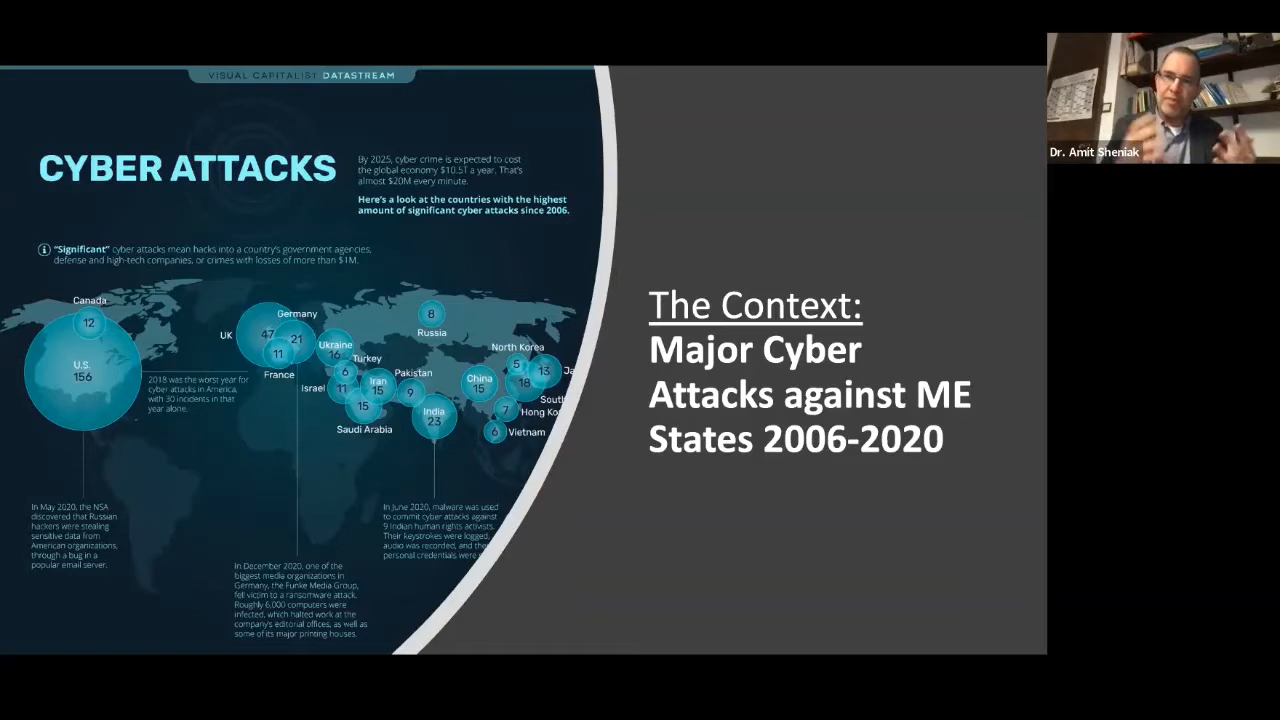 VISUAL CAPITALIST DATASTREAM
CYBER ATTACKS
By 2025, cyber crime is expected to cost
the global economy $10.5T a year. That's
almost $20M every minute.
Here's a look at the countries with the highest
amount of significant cyber attacks since 2006.
"Significant" cyber attacks mean hacks into a country's government agencies,
defense and high-tech companies, or crimes with losses of more than $1M.
Canada
12
U.S.
156
2018 was the worst year for
cyber attacks in America,
with 30 incidents in that
year alone.
UK
47
Germany
21
11
France
Ukraine
16
Turkey
6
Israel
11
Iran
15
15
Saudi Arabia
Pakistan
9
India
23
8
Russia
North Korea
5
China
15
13
Ja
18
South
7
Hong Ko
6
Vietnam
In May 2020, the NSA
discovered that Russian
hackers were stealing
sensitive data from
American organizations,
through a bug in a
popular email server.
In December 2020, one of the
biggest media organizations in
Germany, the Funke Media Group,
fell victim to a ransomware attack.
Roughly 6,000 computers were
infected, which halted work at the
company's editorial offices, as well as
some of its major printing houses.
In June 2020, malware was used
to commit cyber attacks against
9 Indian human rights activists.
Their keystrokes were logged,
audio was recorded, and their
personal credentials were
The Context:
Major Cyber
Attacks against ME
States 2006-2020
Dr. Amit Sheniak